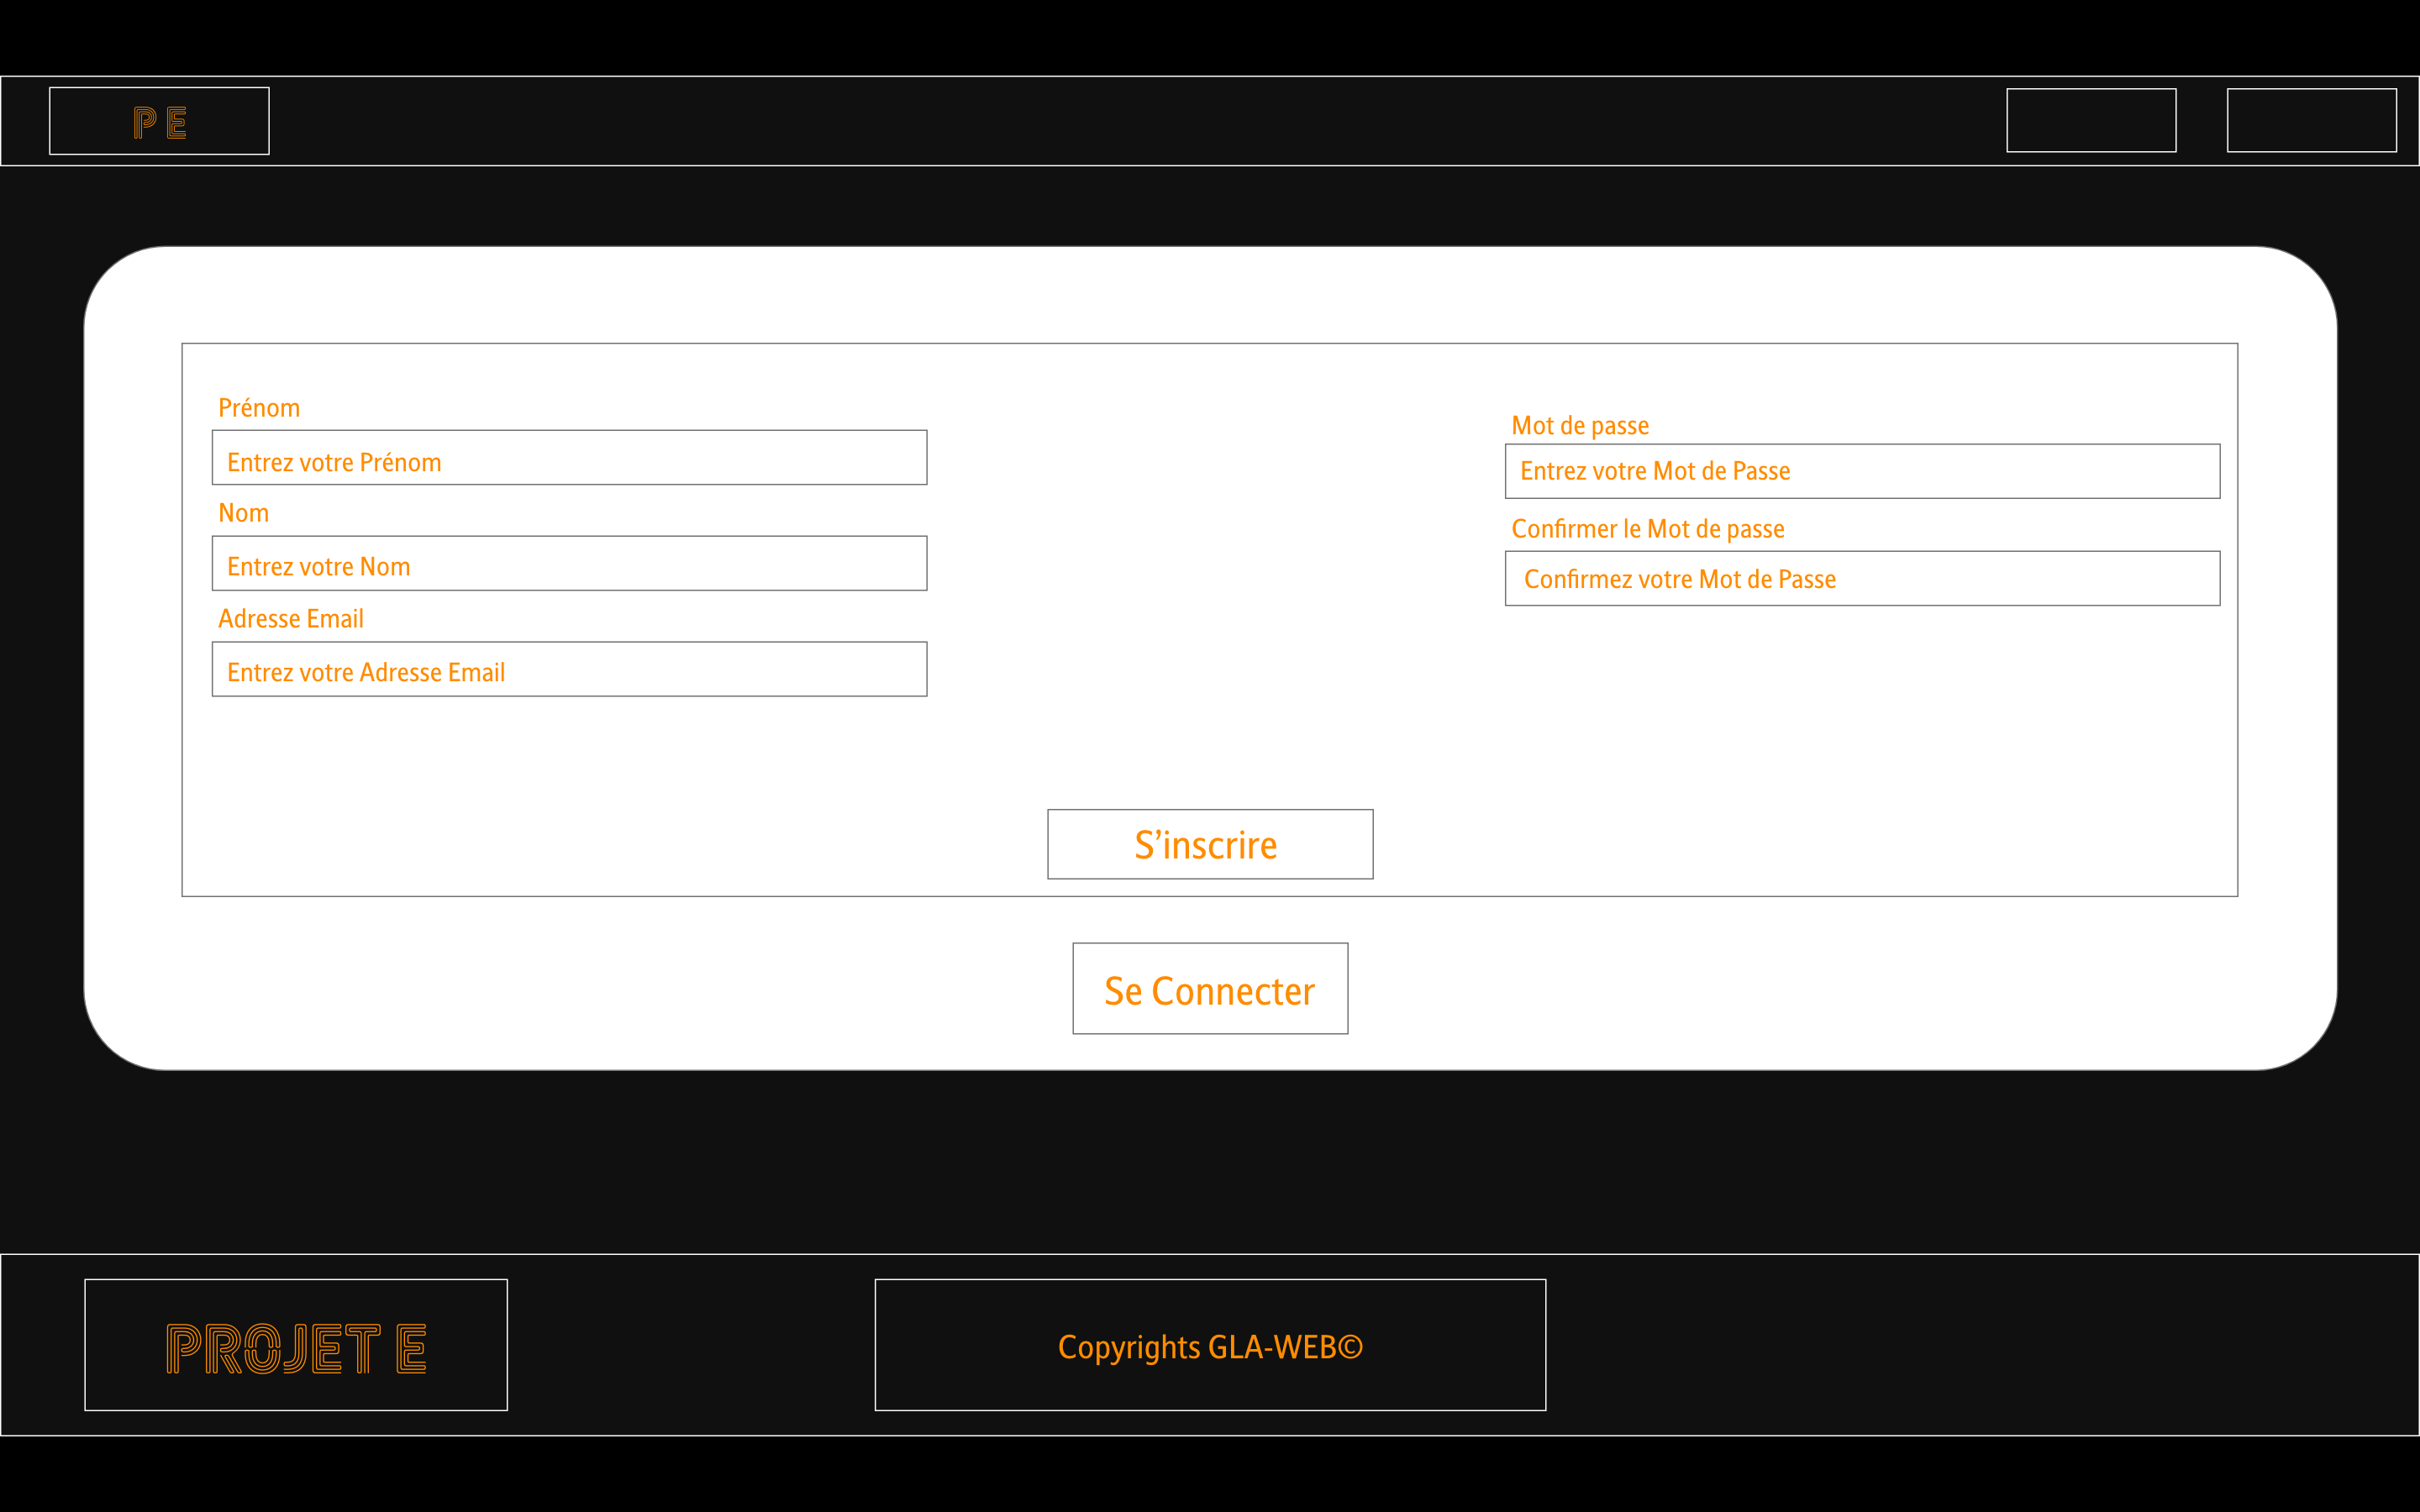 P E
Prénom
Entrez votre Prénom
Nom
Entrez votre Nom
Adresse Email
Entrez votre Adresse Email
Mot de passe
Entrez votre Mot de Passe
Confirmer le Mot de passe
Confirmez votre Mot de Passe
S’inscrire
Se Connecter
PROJET E
Copyrights GLA-WEB©